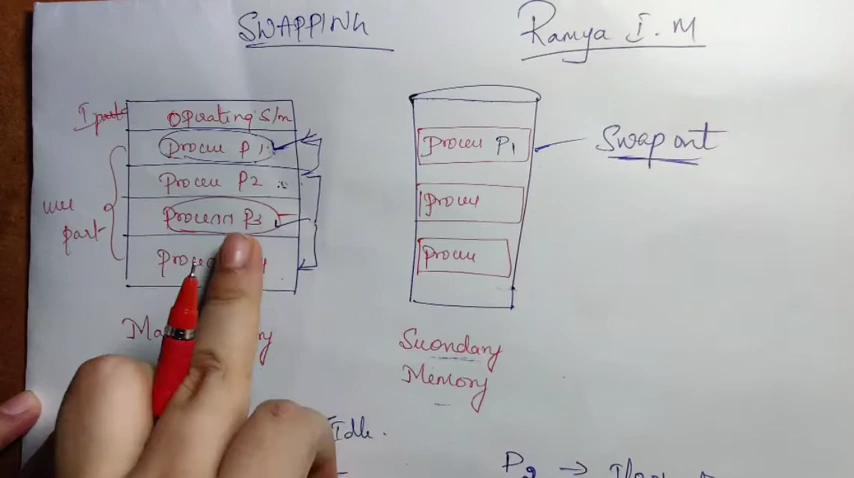 SWAPPING
Ramya I. M
Operating S/m
Process P1
Process P2
Process P3
part
Process P1
Process
Process
Swap out
Secondary
Memory
Idle.
P2 →